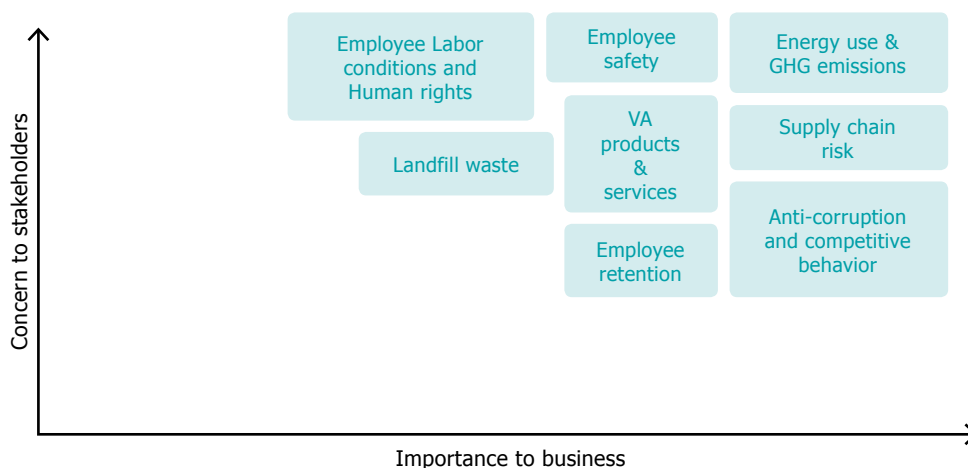 Employee Labor
conditions and
Human rights
Employee
safety
Energy use &
GHG emissions
Landfill waste
VA
products
&
services
Supply chain
risk
Employee
retention
Anti-corruption
and competitive
behavior
Concern to stakeholders
Importance to business